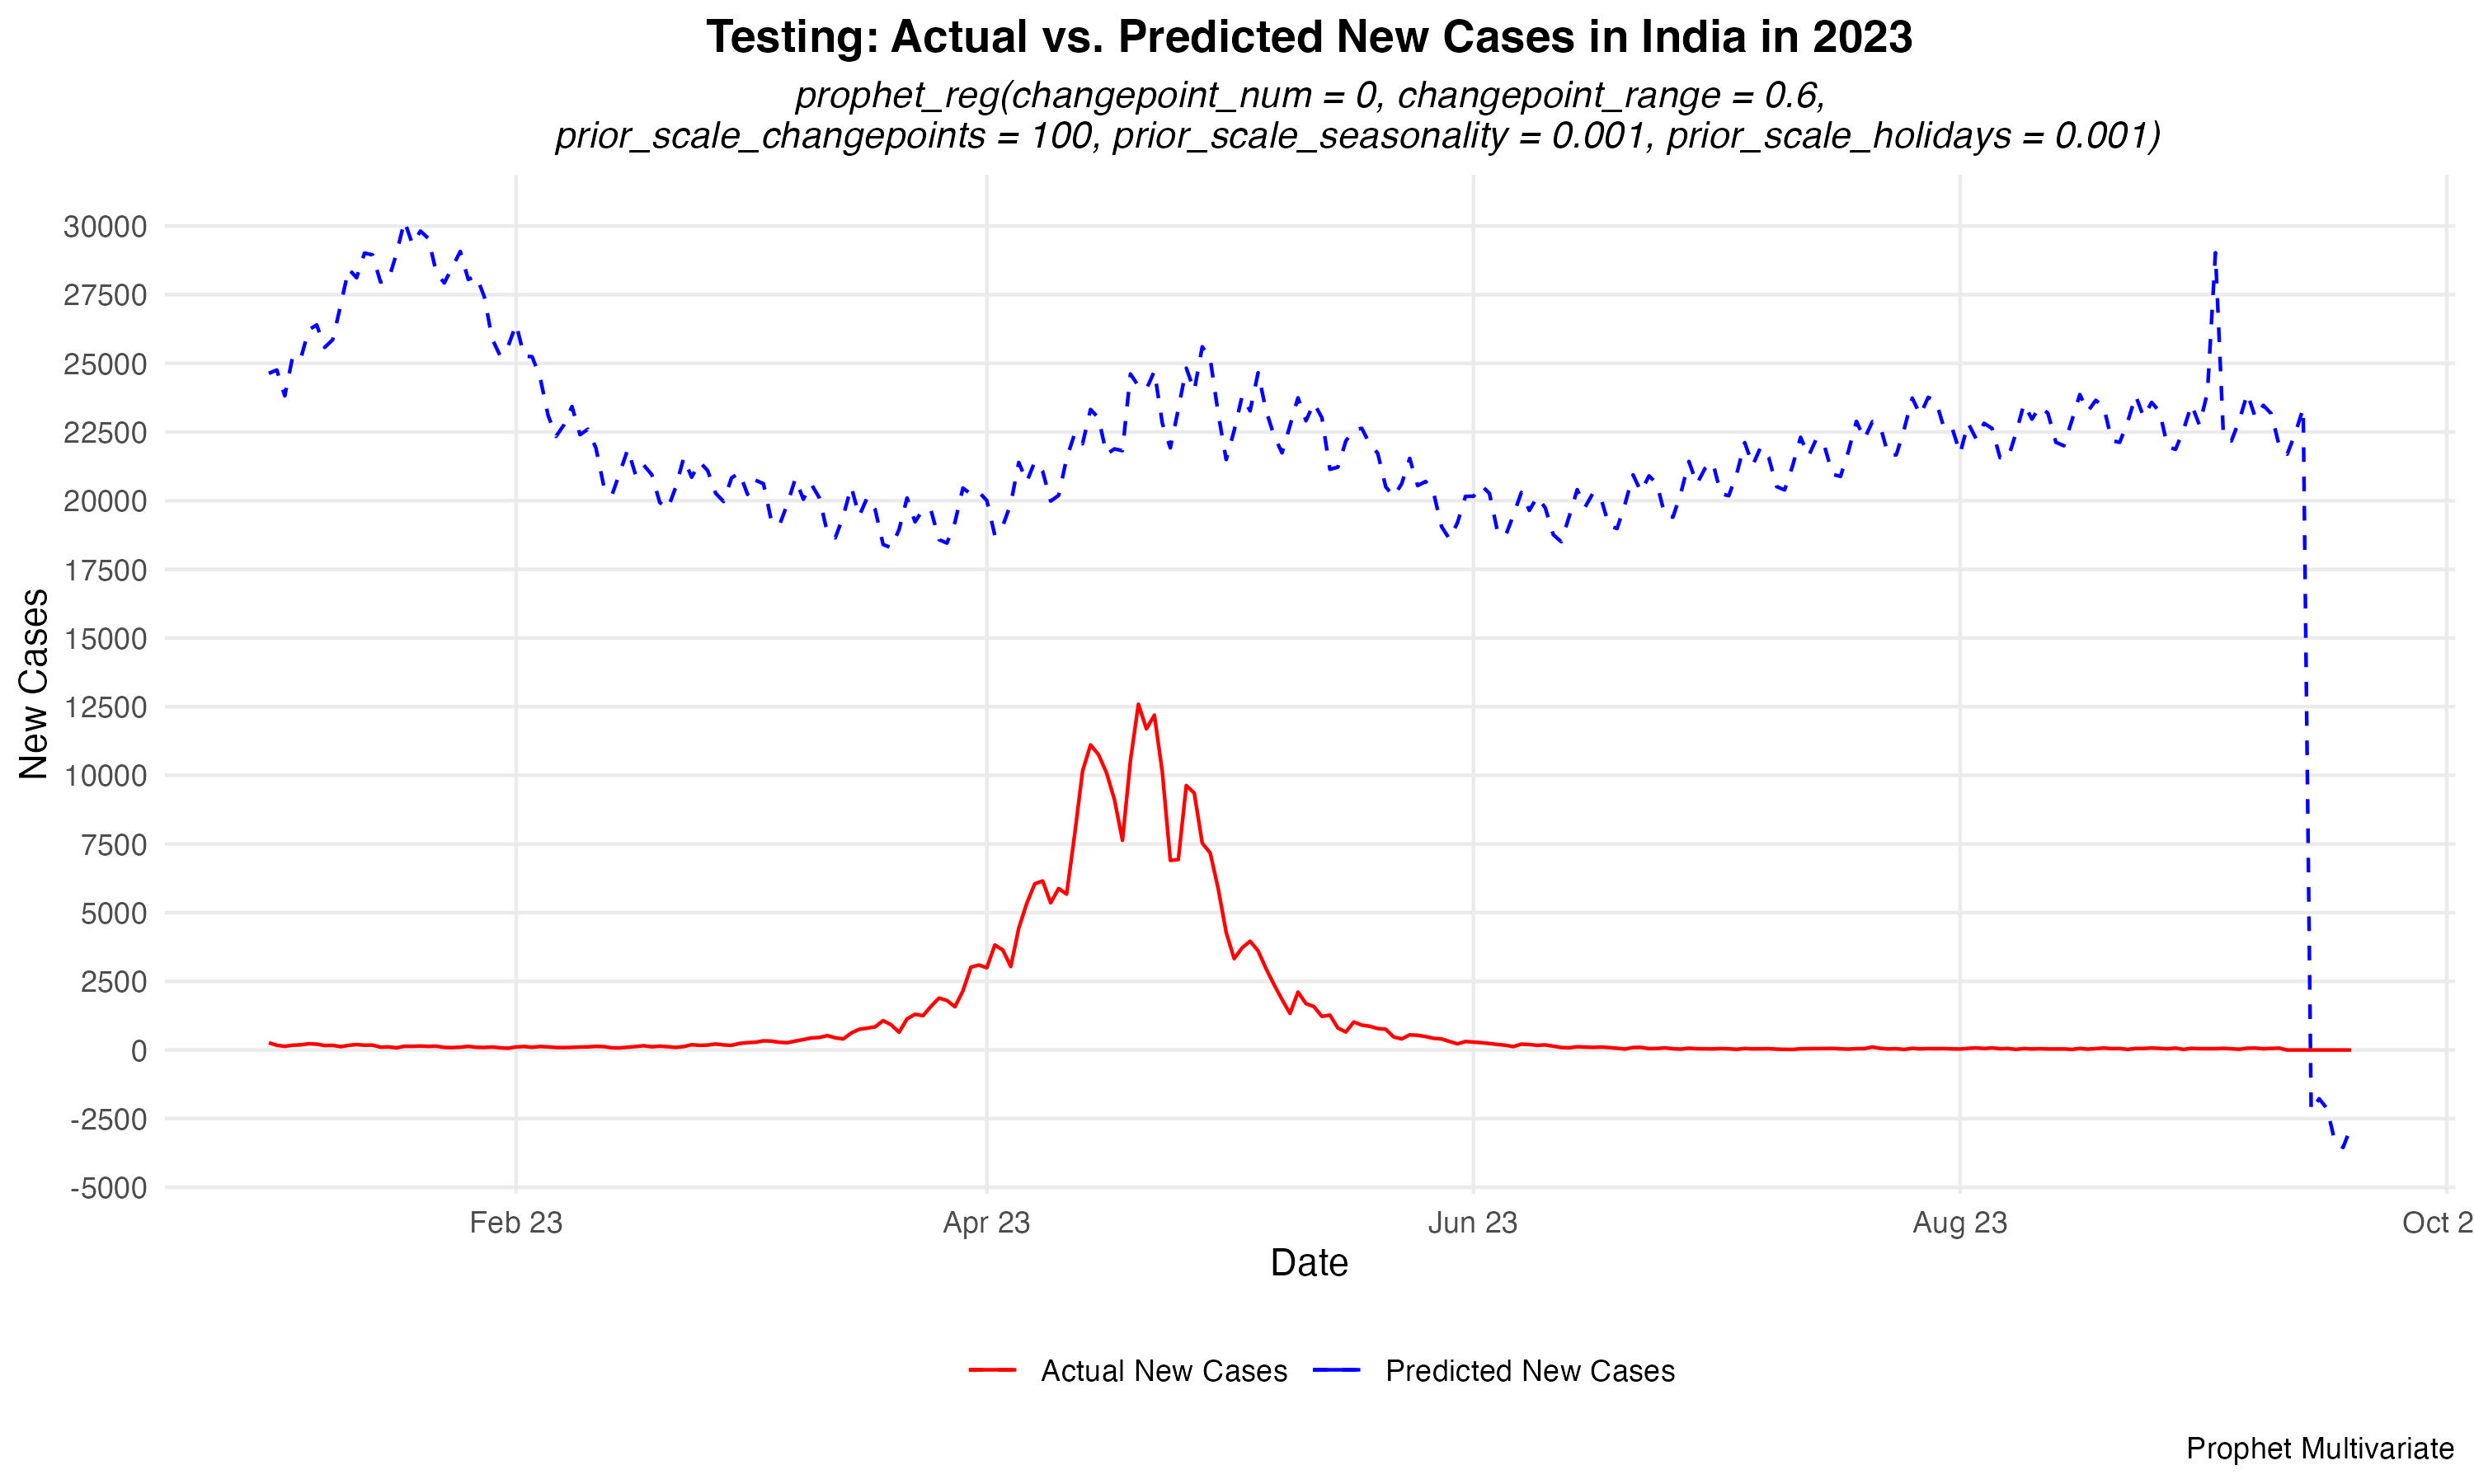 Testing: Actual vs. Predicted New Cases in India in 2023
prophet_reg(changepoint_num = 0, changepoint_range = 0.6,
prior_scale_changepoints = 100, prior_scale_seasonality = 0.001, prior_scale_holidays = 0.001)
New Cases
30000
27500
25000
22500
20000
17500
15000
12500
10000
7500
5000
2500
0
-2500
-5000
Feb 23
Apr 23
Jun 23
Aug 23
Oct 2
Date
Actual New Cases
Predicted New Cases
Prophet Multivariate